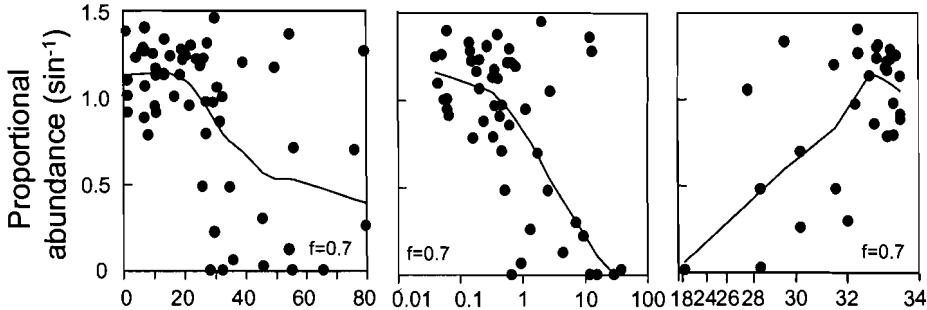 Proportional
abundance (sin⁻¹)
1.5
1.0
0.5
0
f=0.7
0 20 40 60 80
f=0.7
0.01 0.1 1 10 100
f=0.7
18 24 26 28 30 32 34